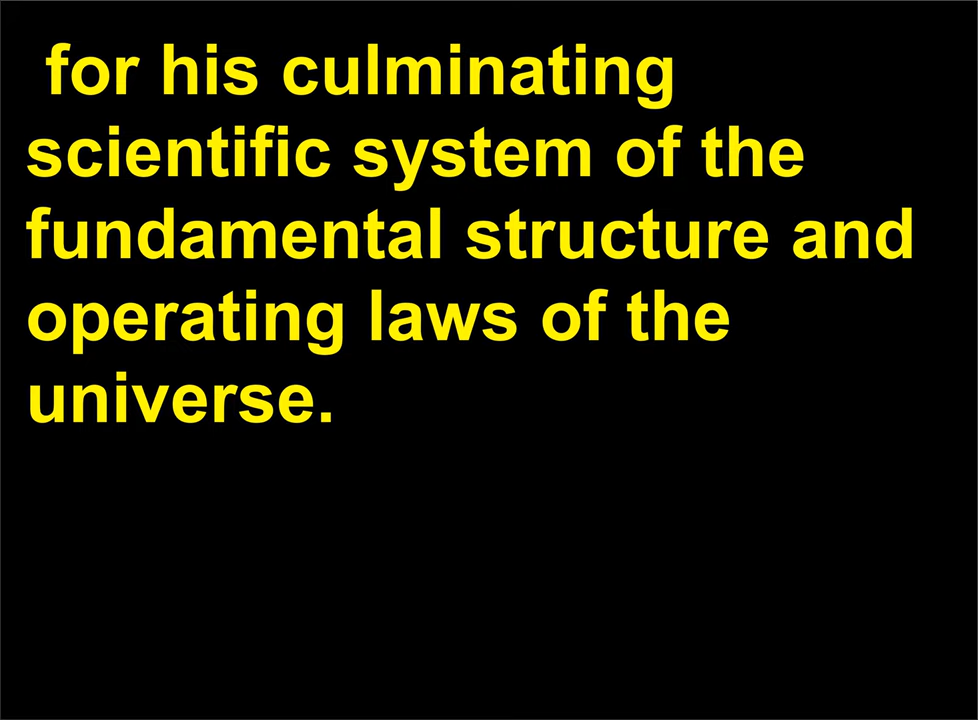 for his culminating
scientific system of the
fundamental structure and
operating laws of the
universe.